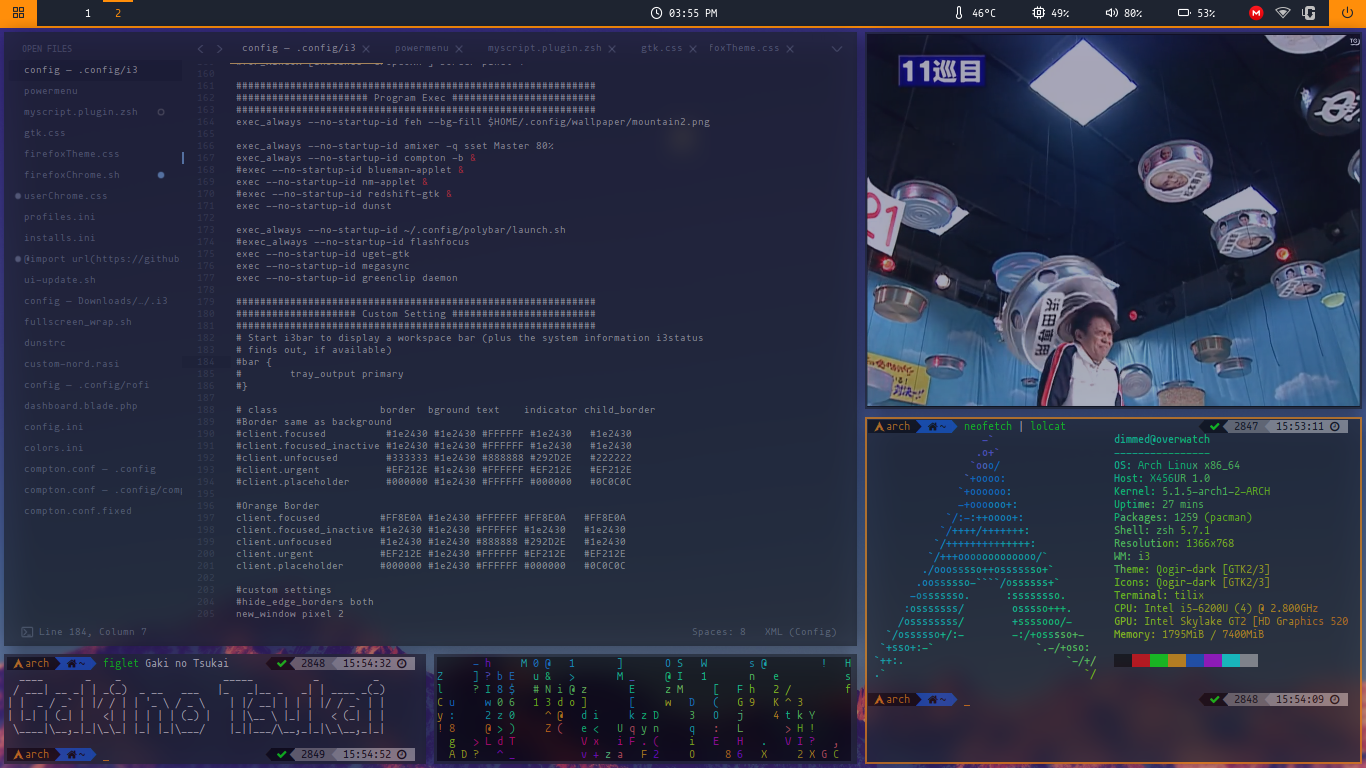 1 2
03:55 PM
46°C 49% 80% 53%
OPEN FILES
config — .config/i3
powermenu
myscript.plugin.zsh
gtk.css
firefoxTheme.css
firefoxChrome.sh
userChrome.css
profiles.ini
installs.ini
@import url(https://github
ui-update.sh
config — Downloads/…/.i3
fullscreen_wrap.sh
dunstrc
custom-nord.rasi
config — .config/rofi
dashboard.blade.php
config.ini
colors.ini
compton.conf — .config
compton.conf — .config/comp
compton.conf.fixed
config — .config/i3 powermenu myscript.plugin.zsh gtk.css foxTheme.css
160
161 ############################################################
162 ###################### Program Exec ########################
163 ############################################################
164 exec_always --no-startup-id feh --bg-fill $HOME/.config/wallpaper/mountain2.png
165
166 exec_always --no-startup-id amixer -q sset Master 80%
167 exec_always --no-startup-id compton -b &
168 #exec --no-startup-id blueman-applet &
169 exec --no-startup-id nm-applet &
170 #exec --no-startup-id redshift-gtk &
171 exec --no-startup-id dunst
172
173 exec_always --no-startup-id ~/.config/polybar/launch.sh
174 #exec_always --no-startup-id flashfocus
175 exec --no-startup-id uget-gtk
176 exec --no-startup-id megasync
177 exec --no-startup-id greenclip daemon
178
179 ############################################################
180 #################### Custom Setting ########################
181 ############################################################
182 # Start i3bar to display a workspace bar (plus the system information i3status
183 # finds out, if available)
184 #bar {
185 #        tray_output primary
186 #}
187
188 # class border bground text indicator child_border
189 #Border same as background
190 #client.focused #1e2430 #1e2430 #FFFFFF #1e2430 #1e2430
191 #client.focused_inactive #1e2430 #1e2430 #FFFFFF #1e2430 #1e2430
192 #client.unfocused #333333 #1e2430 #888888 #292D2E #222222
193 #client.urgent #EF212E #1e2430 #FFFFFF #EF212E #EF212E
194 #client.placeholder #000000 #1e2430 #FFFFFF #000000 #0C0C0C
195
196 #Orange Border
197 client.focused #FF8E0A #1e2430 #FFFFFF #FF8E0A #FF8E0A
198 client.focused_inactive #1e2430 #1e2430 #FFFFFF #1e2430 #1e2430
199 client.unfocused #1e2430 #1e2430 #888888 #292D2E #1e2430
200 client.urgent #EF212E #1e2430 #FFFFFF #EF212E #EF212E
201 client.placeholder #000000 #1e2430 #FFFFFF #000000 #0C0C0C
202
203 #custom settings
204 #hide_edge_borders both
205 new_window pixel 2
Line 184, Column 7 Spaces: 8 XML (Config)
11巡目
21
浜田専用
arch ~ neofetch | lolcat 2847 15:53:11
dimmed@overwatch
----------------
OS: Arch Linux x86_64
Host: X456UR 1.0
Kernel: 5.1.5-arch1-2-ARCH
Uptime: 27 mins
Packages: 1259 (pacman)
Shell: zsh 5.7.1
Resolution: 1366x768
WM: i3
Theme: Qogir-dark [GTK2/3]
Icons: Qogir-dark [GTK2/3]
Terminal: tilix
CPU: Intel i5-6200U (4) @ 2.800GHz
GPU: Intel Skylake GT2 [HD Graphics 520
Memory: 1795MiB / 7400MiB
arch ~ _ 2848 15:54:09
arch ~ figlet Gaki no Tsukai 2848 15:54:32
Gaki no Tsukai
arch ~ _ 2849 15:54:52